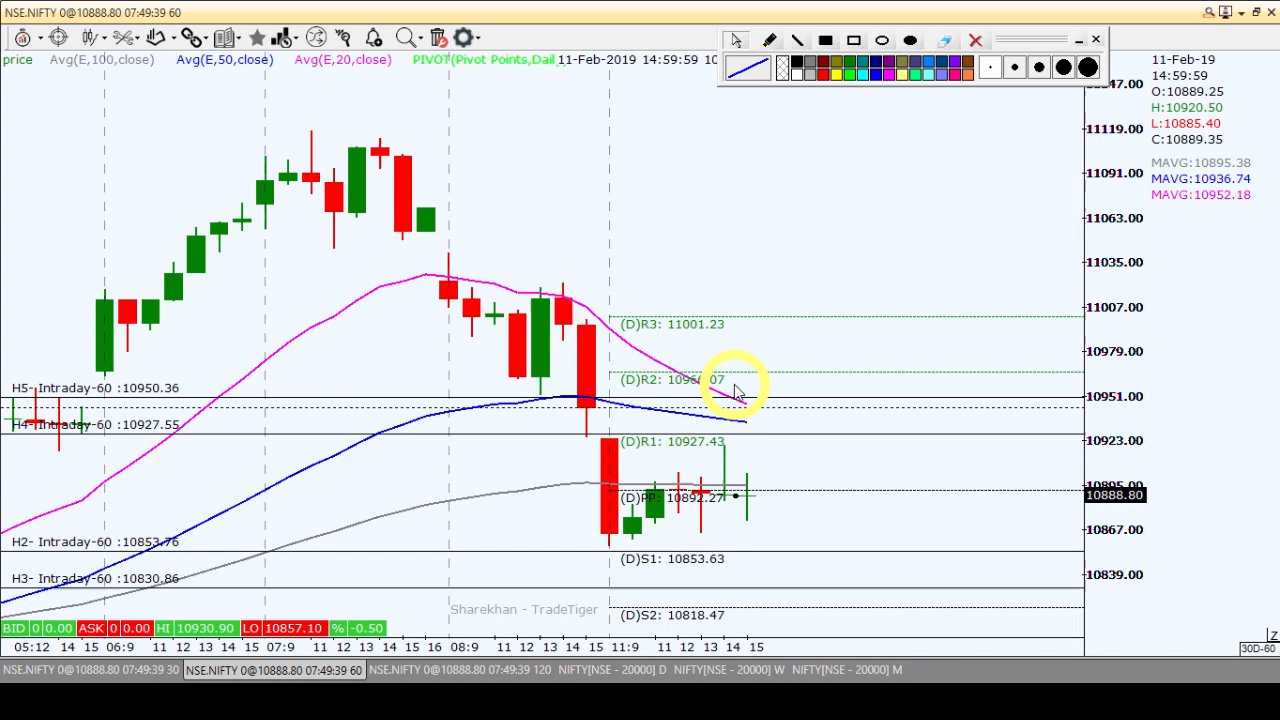 NSE.NIFTY 0@10888.80 07:49:39 60
price Avg(E,100,close) Avg(E,50,close) Avg(E,20,close) PIVOT(Pivot Points,Dail 11-Feb-2019 14:59:59
11-Feb-19
14:59:59
O:10889.25
H:10920.50
L:10885.40
C:10889.35
MAVG:10895.38
MAVG:10936.74
MAVG:10952.18
11119.00
11091.00
11063.00
11035.00
11007.00
10979.00
10951.00
10923.00
10895.00
10888.80
10867.00
10839.00
(D)R3: 11001.23
(D)R2:
H5- Intraday-60 :10950.36
H4- Intraday-60 :10927.55
(D)R1: 10927.43
(D)PP: 10892.27
H2- Intraday-60 :10853.76
(D)S1: 10853.63
H3- Intraday-60 :10830.86
Sharekhan - TradeTiger
(D)S2: 10818.47
BID 0 0.00 ASK 0 0.00 HI 10930.90 LO 10857.10 % -0.50
Z
05:12 14 15 06:9 11 12 13 14 15 07:9 11 12 13 14 15 16 08:9 11 12 13 14 15 11:9 11 12 13 14 15
30D-60
NSE.NIFTY 0@10888.80 07:49:39 30 NSE.NIFTY 0@10888.80 07:49:39 60 NSE.NIFTY 0@10888.80 07:49:39 120 NIFTY[NSE - 20000] D NIFTY[NSE - 20000] W NIFTY[NSE - 20000] M